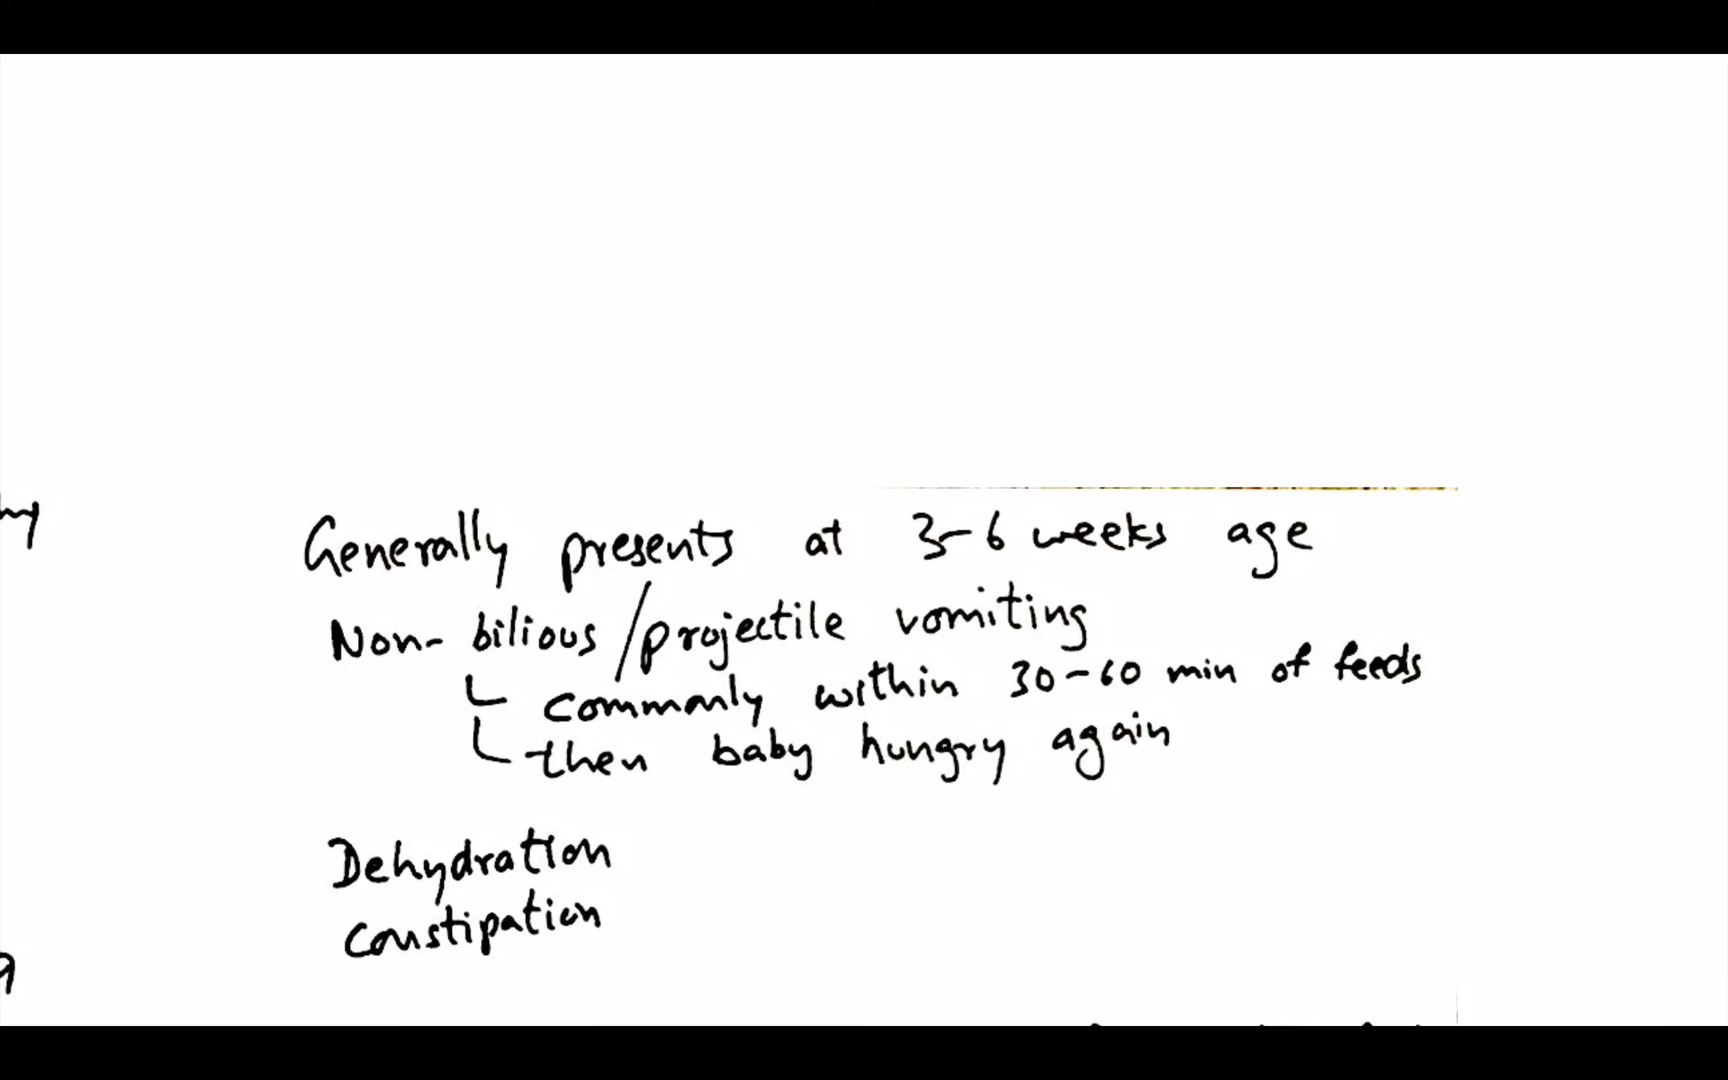 Generally presents at 3-6 weeks age
Non-bilious/projectile vomiting
commonly within 30-60 min of feeds
then baby hungry again
Dehydration
constipation